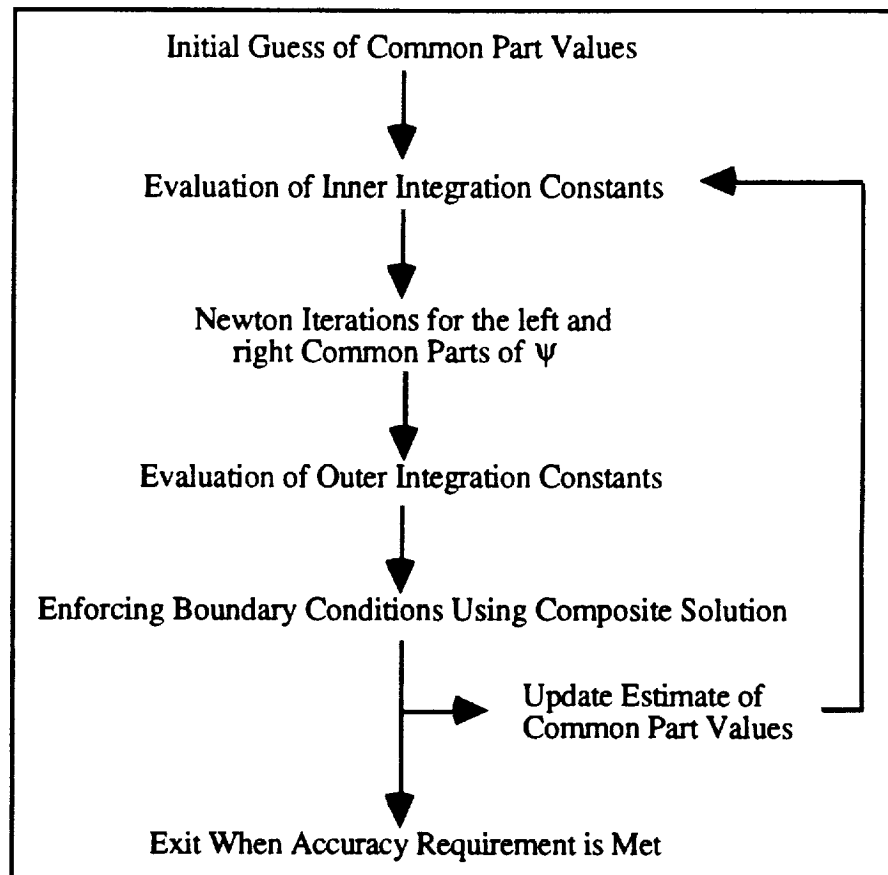 Initial Guess of Common Part Values
Evaluation of Inner Integration Constants
Newton Iterations for the left and
right Common Parts of ψ
Evaluation of Outer Integration Constants
Enforcing Boundary Conditions Using Composite Solution
Update Estimate of
Common Part Values
Exit When Accuracy Requirement is Met